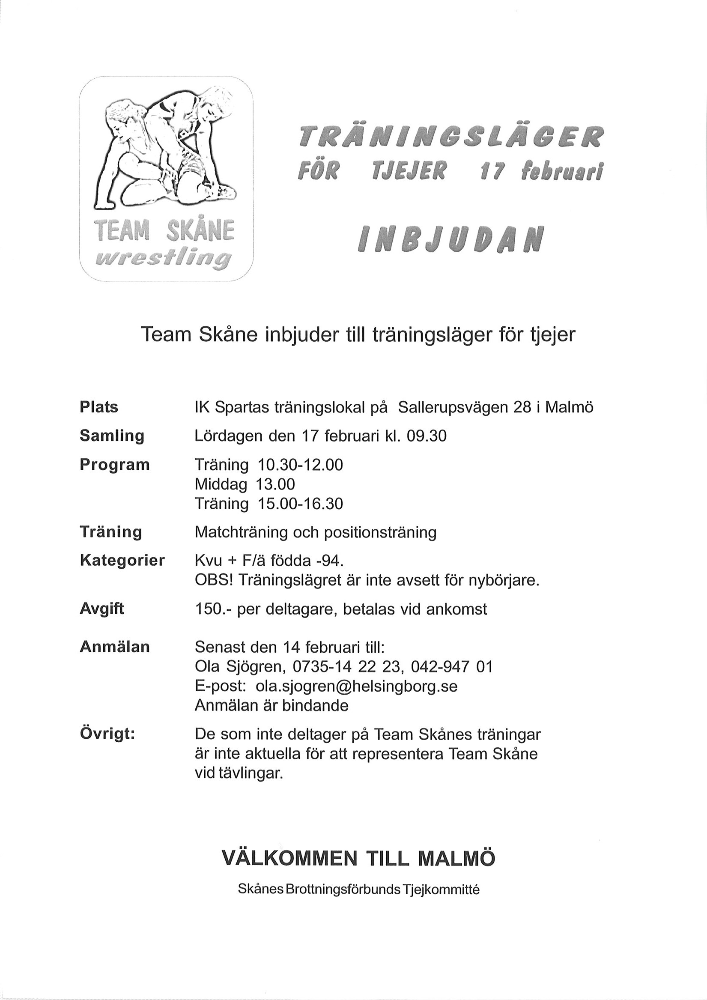 TRÄNINGSLÄGER
FÖR TJEJER 17 februari
INBJUDAN
TEAM SKÅNE
wrestling
Team Skåne inbjuder till träningsläger för tjejer
Plats IK Spartas träningslokal på Sallerupsvägen 28 i Malmö
Samling Lördagen den 17 februari kl. 09.30
Program Träning 10.30-12.00
Middag 13.00
Träning 15.00-16.30
Träning Matchträning och positionsträning
Kategorier Kvu + F/ä födda -94.
OBS! Träningslägret är inte avsett för nybörjare.
Avgift 150.- per deltagare, betalas vid ankomst
Anmälan Senast den 14 februari till:
Ola Sjögren, 0735-14 22 23, 042-947 01
E-post: ola.sjogren@helsingborg.se
Anmälan är bindande
Övrigt: De som inte deltager på Team Skånes träningar
är inte aktuella för att representera Team Skåne
vid tävlingar.
VÄLKOMMEN TILL MALMÖ
Skånes Brottningsförbunds Tjejkommitté